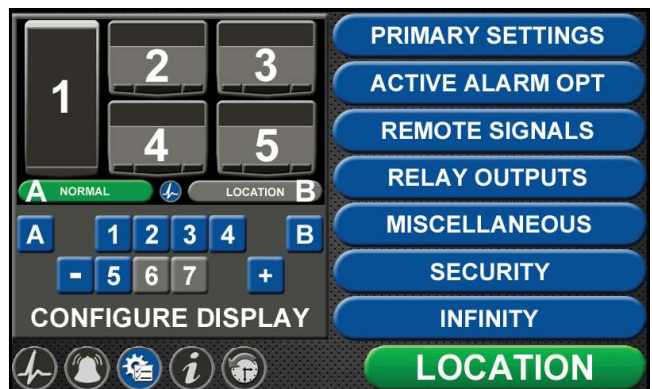 1
2 3
4 5
A NORMAL LOCATION B
A 1 2 3 4 B
- 5 6 7 +
CONFIGURE DISPLAY
PRIMARY SETTINGS
ACTIVE ALARM OPT
REMOTE SIGNALS
RELAY OUTPUTS
MISCELLANEOUS
SECURITY
INFINITY
i
LOCATION